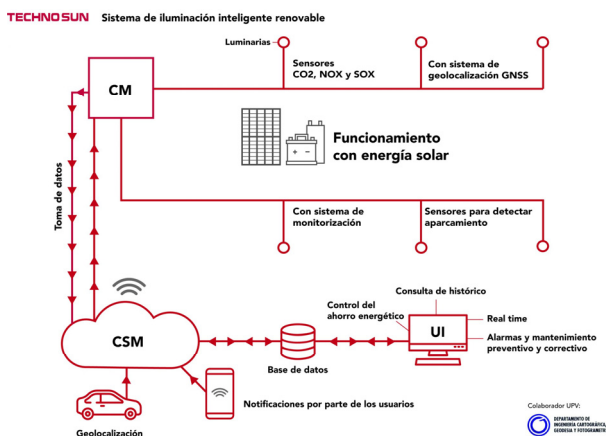 TECHNOSUN Sistema de iluminación inteligente renovable
Luminarias
Sensores
CO2, NOX y SOX
Con sistema de
geolocalización GNSS
CM
Funcionamiento
con energía solar
Toma de datos
Con sistema de
monitorización
Sensores para detectar
aparcamiento
Consulta de histórico
Control del
ahorro energético
UI
Real time
Alarmas y mantenimiento
preventivo y correctivo
CSM
Base de datos
Notificaciones por parte de los usuarios
Geolocalización
Colaborador UPV:
DEPARTAMENTO DE
INGENIERÍA CARTOGRÁFICA,
GEODESIA Y FOTOGRAMETRÍA